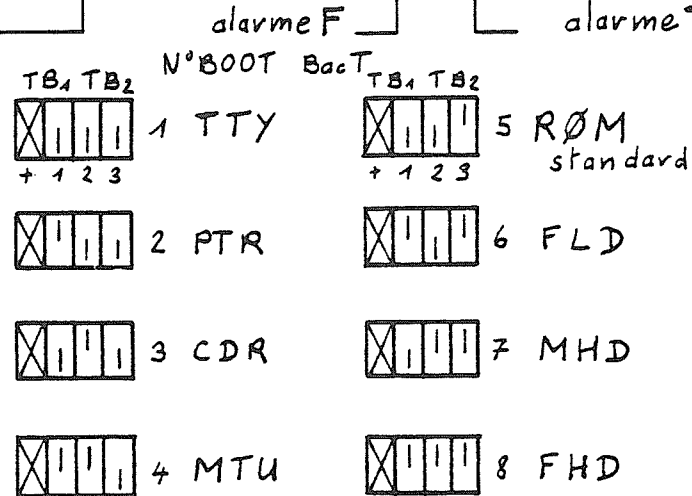 alarme F alarme
N°BOOT BacT
TB1 TB2 TB1 TB2
1 TTY 5 RØM
standard
+ 1 2 3 + 1 2 3
2 PTR 6 FLD
3 CDR 7 MHD
4 MTU 8 FHD